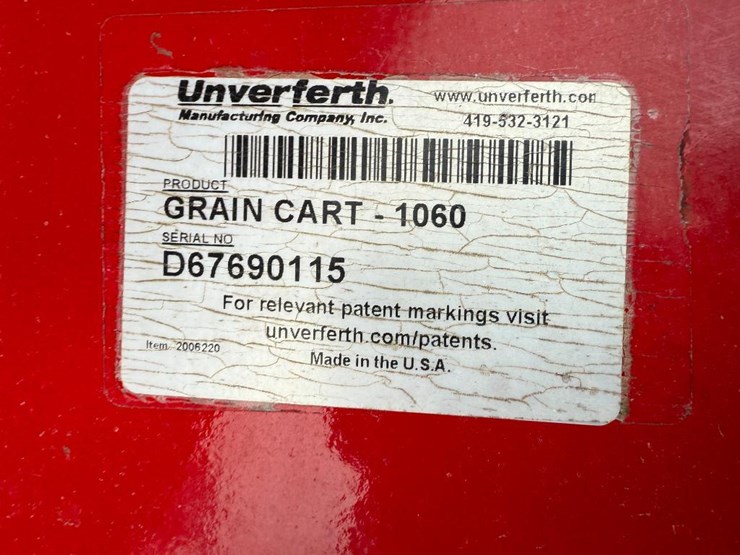 Unverferth.
Manufacturing Company, Inc.
www.unverferth.com
419-532-3121
PRODUCT
GRAIN CART - 1060
SERIAL NO
D67690115
For relevant patent markings visit
unverferth.com/patents.
Item 2006220
Made in the U.S.A.